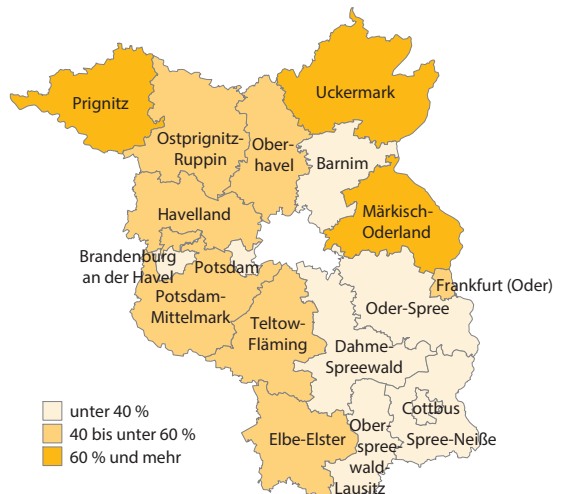 Prignitz
Uckermark
Ostprignitz-
Ruppin
Ober-
havel
Barnim
Havelland
Märkisch-
Oderland
Brandenburg
an der Havel
Potsdam
Potsdam-
Mittelmark
Frankfurt (Oder)
Oder-Spree
Teltow-
Fläming
Dahme-
Spreewald
Cottbus
Elbe-Elster
Ober-
spree-
wald-
Lausitz
Spree-Neiße
unter 40 %
40 bis unter 60 %
60 % und mehr